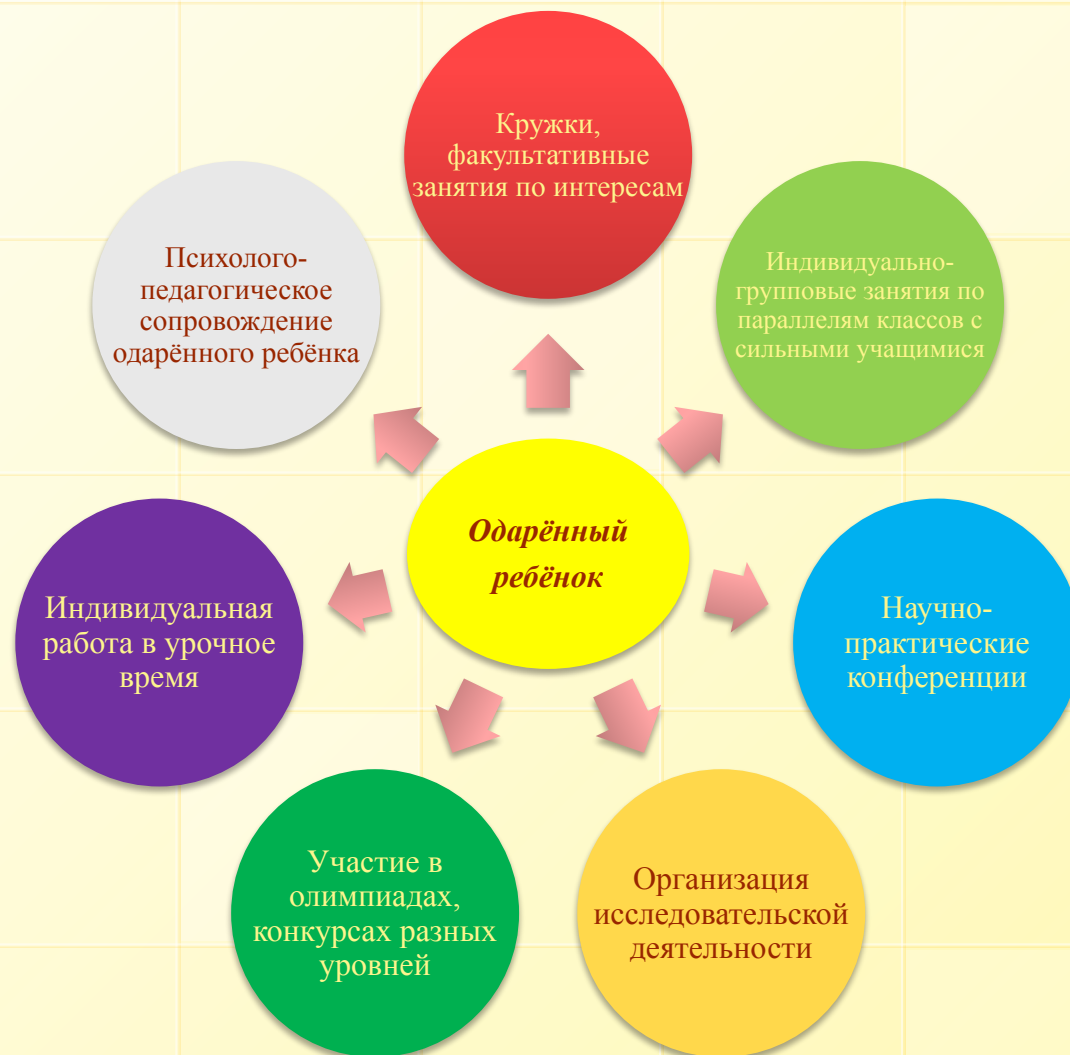 Кружки,
факультативные
занятия по интересам
Психолого-
педагогическое
сопровождение
одарённого ребёнка
Индивидуально-
групповые занятия по
параллелям классов с
сильными учащимися
Одарённый
ребёнок
Индивидуальная
работа в урочное
время
Научно-
практические
конференции
Участие в
олимпиадах,
конкурсах разных
уровней
Организация
исследовательской
деятельности